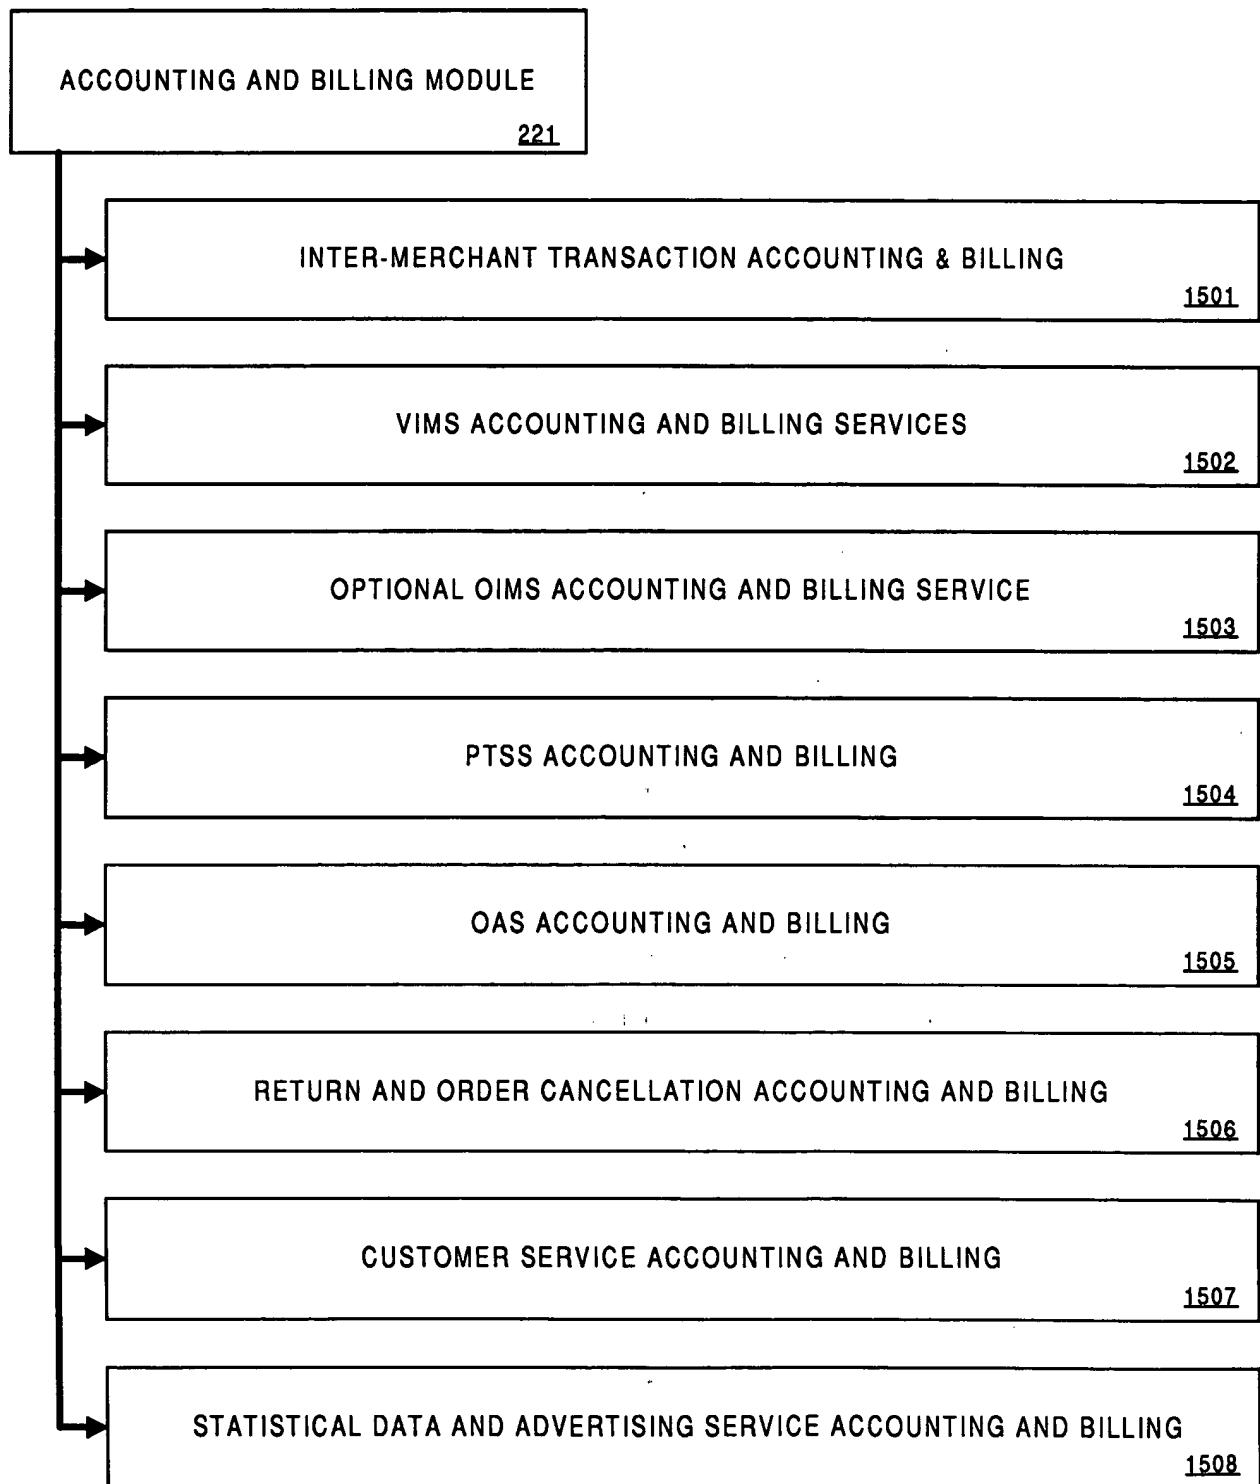 ACCOUNTING AND BILLING MODULE
221
INTER-MERCHANT TRANSACTION ACCOUNTING & BILLING
1501
VIMS ACCOUNTING AND BILLING SERVICES
1502
OPTIONAL OIMS ACCOUNTING AND BILLING SERVICE
1503
PTSS ACCOUNTING AND BILLING
1504
OAS ACCOUNTING AND BILLING
1505
RETURN AND ORDER CANCELLATION ACCOUNTING AND BILLING
1506
CUSTOMER SERVICE ACCOUNTING AND BILLING
1507
STATISTICAL DATA AND ADVERTISING SERVICE ACCOUNTING AND BILLING
1508